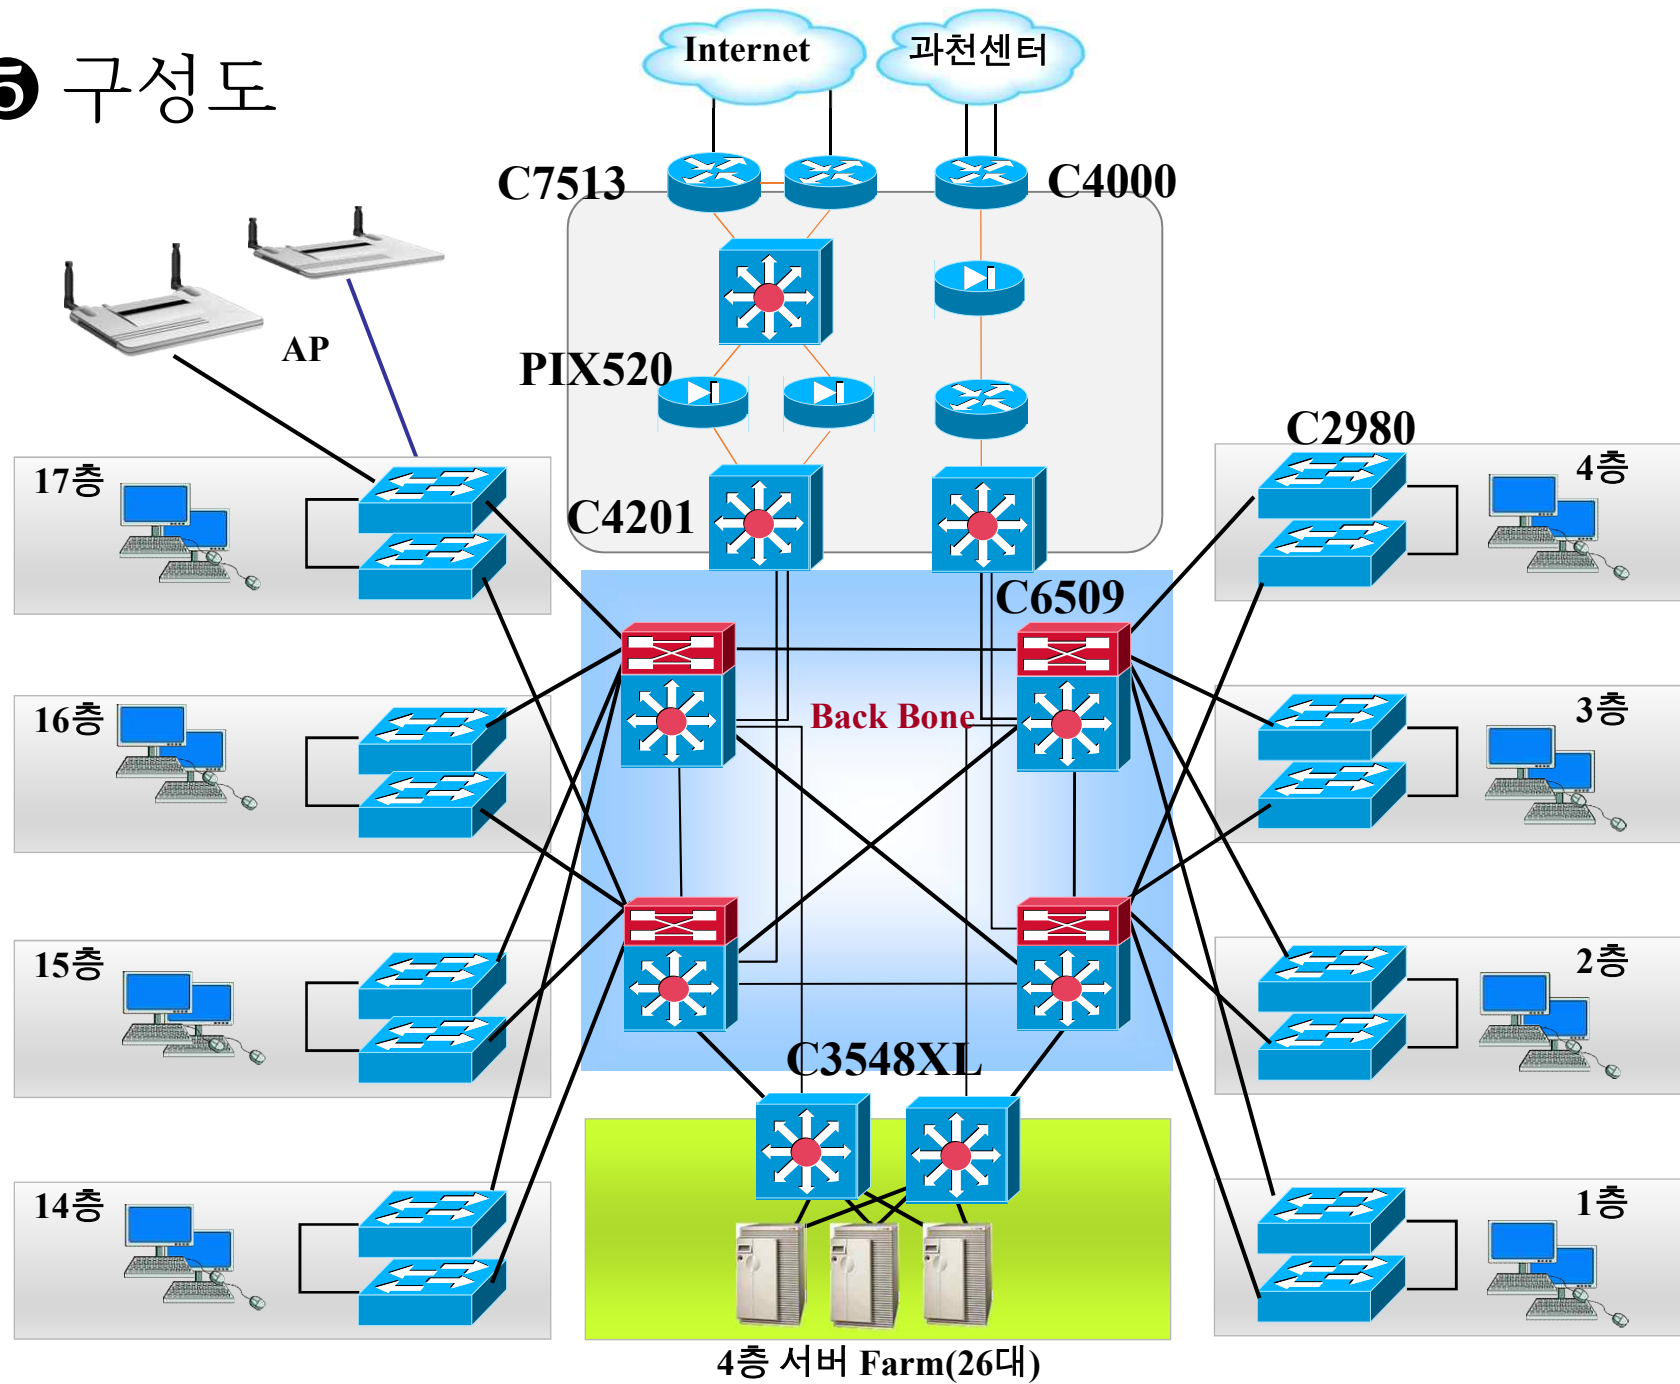 ❺ 구성도
Internet
과천센터
C7513
C4000
AP
PIX520
C4201
C2980
C6509
17층
16층
15층
14층
4층
3층
2층
1층
Back Bone
C3548XL
4층 서버 Farm(26대)